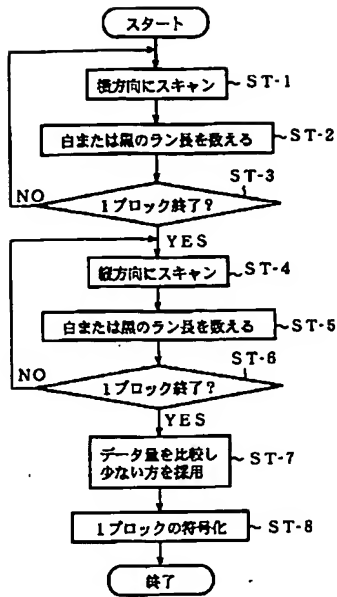 スタート
横方向にスキャン ST-1
白または黒のラン長を数える ST-2
ST-3
NO 1ブロック終了?
YES
縦方向にスキャン ST-4
白または黒のラン長を数える ST-5
ST-6
NO 1ブロック終了?
YES
データ量を比較し
少ない方を採用 ST-7
1ブロックの符号化 ST-8
終了